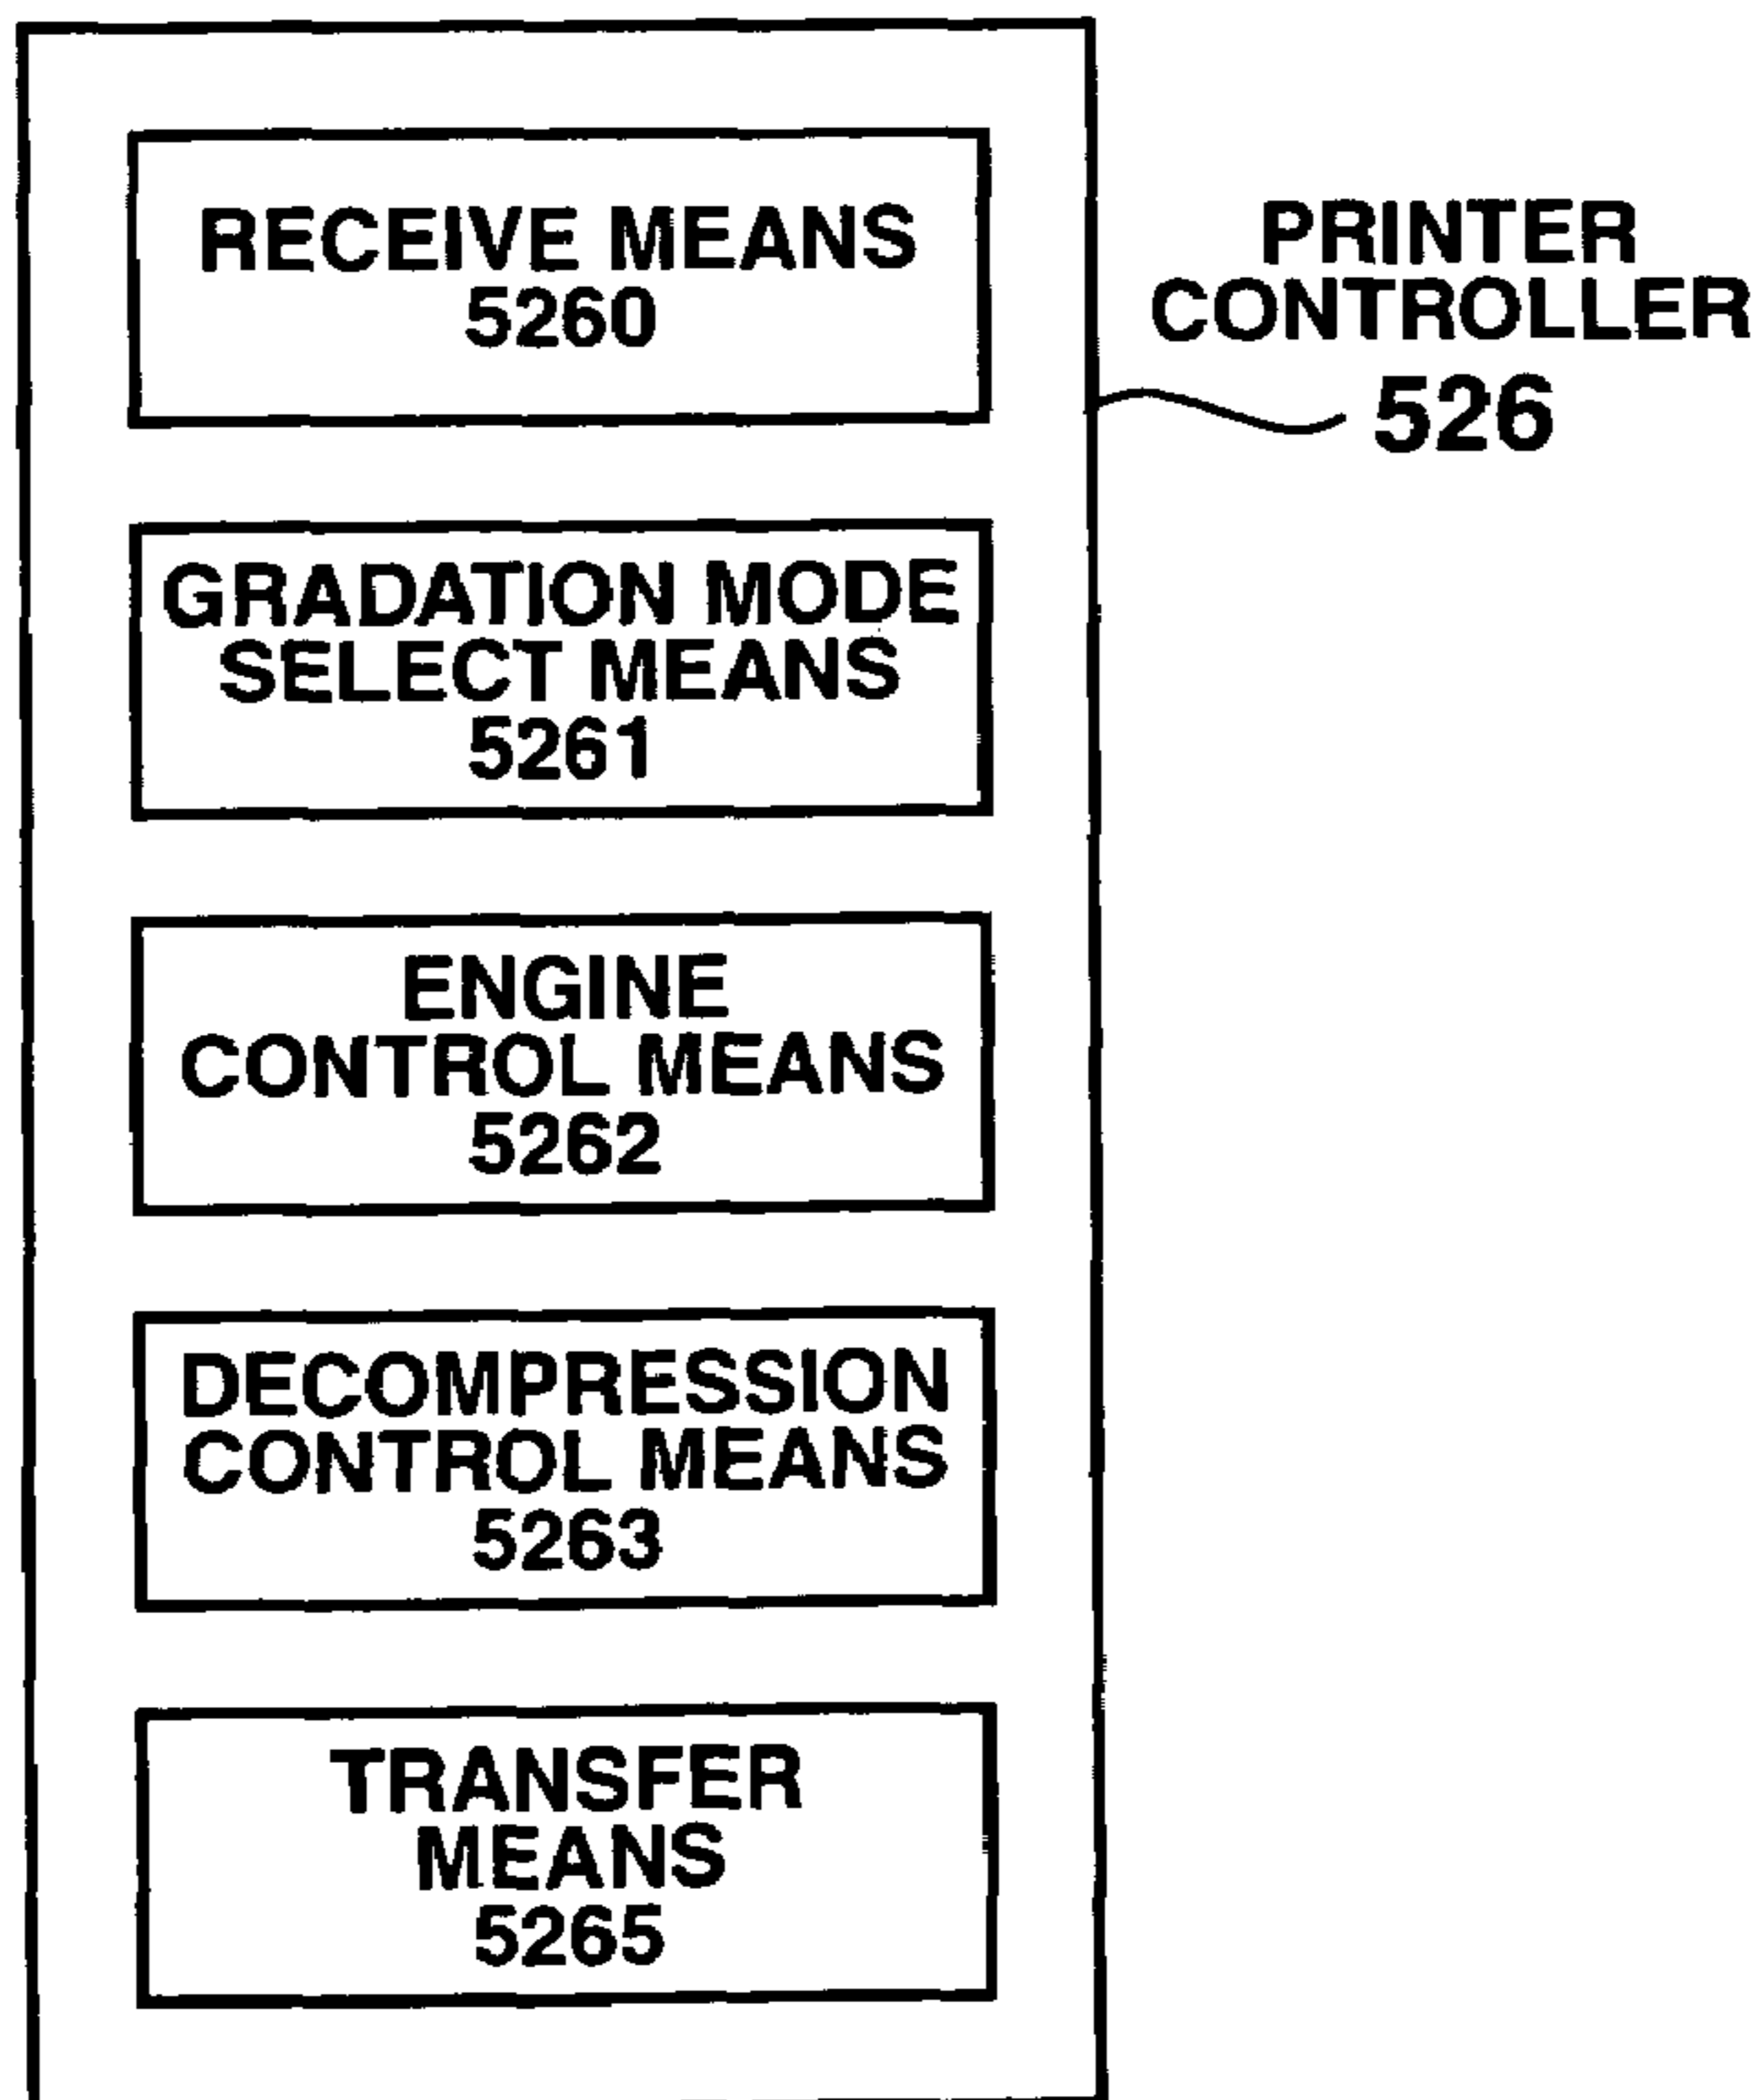 RECEIVE MEANS
5260
PRINTER
CONTROLLER
526
GRADATION MODE
SELECT MEANS
5261
ENGINE
CONTROL MEANS
5262
DECOMPRESSION
CONTROL MEANS
5263
TRANSFER
MEANS
5265